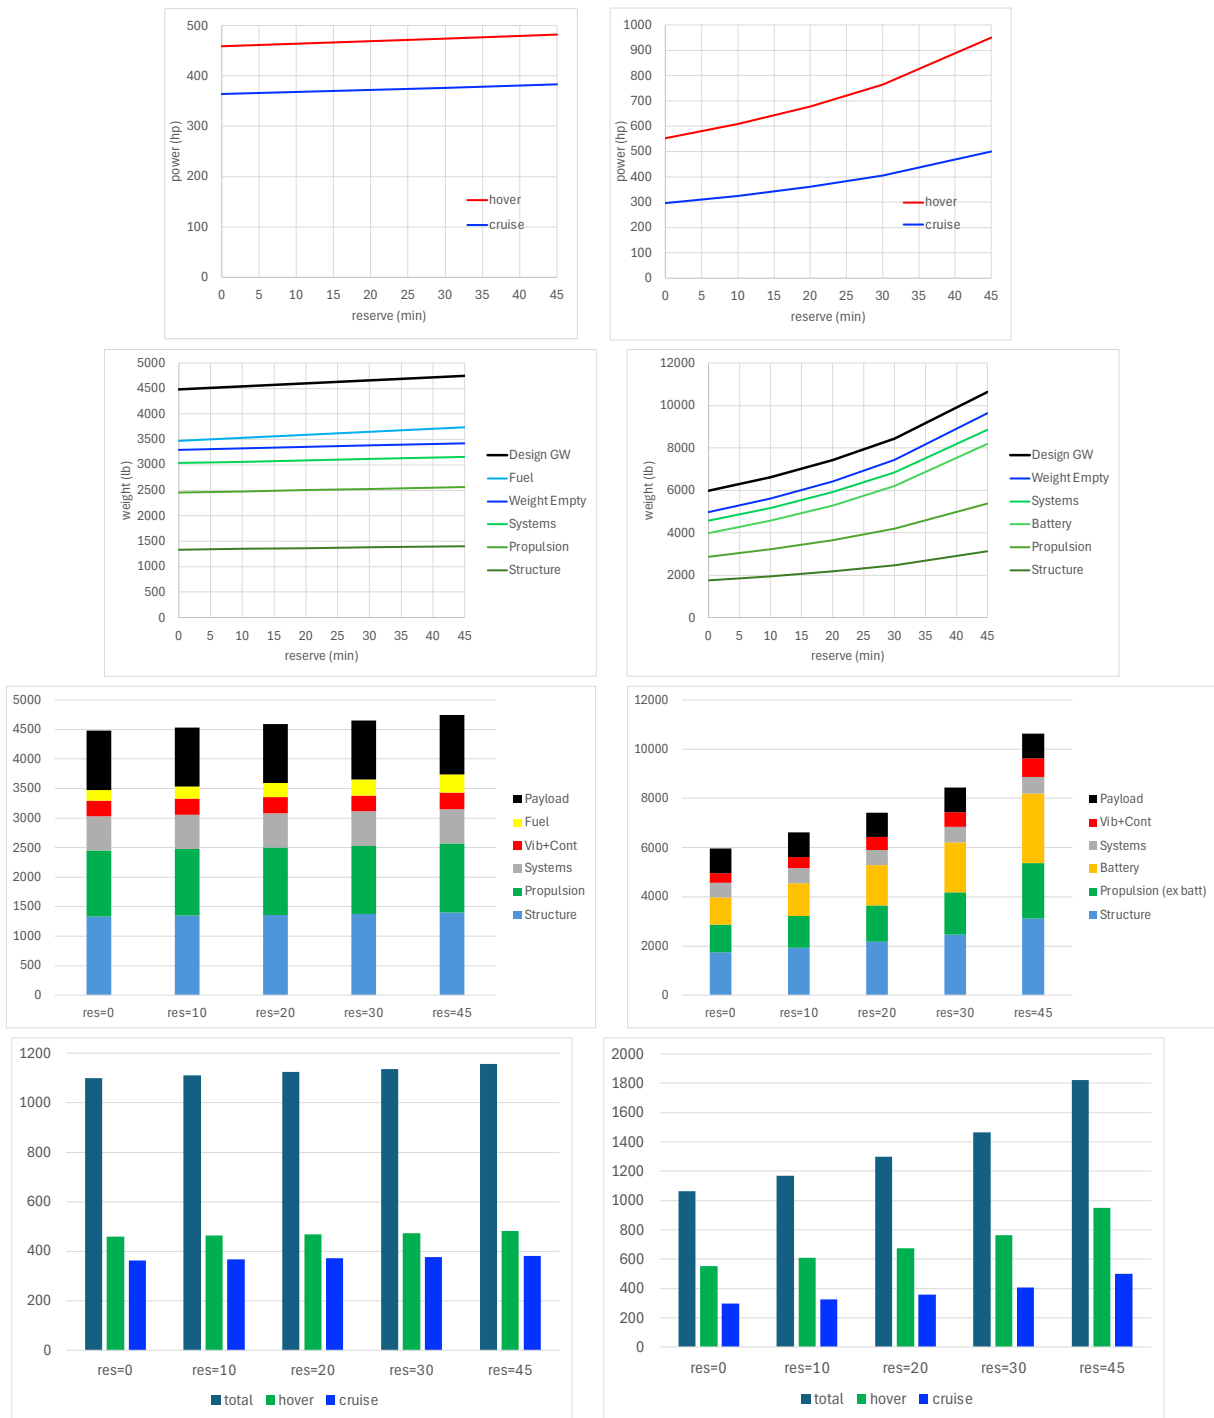 500
400
300
200
100
0
power (hp)
hover
cruise
0 5 10 15 20 25 30 35 40 45
reserve (min)
1000
900
800
700
600
500
400
300
200
100
0
power (hp)
hover
cruise
0 5 10 15 20 25 30 35 40 45
reserve (min)
5000
4500
4000
3500
3000
2500
2000
1500
1000
500
0
weight (lb)
0 5 10 15 20 25 30 35 40 45
reserve (min)
Design GW
Fuel
Weight Empty
Systems
Propulsion
Structure
12000
10000
8000
6000
4000
2000
0
weight (lb)
0 5 10 15 20 25 30 35 40 45
reserve (min)
Design GW
Weight Empty
Systems
Battery
Propulsion
Structure
5000
4500
4000
3500
3000
2500
2000
1500
1000
500
0
res=0 res=10 res=20 res=30 res=45
Payload
Fuel
Vib+Cont
Systems
Propulsion
Structure
12000
10000
8000
6000
4000
2000
0
res=0 res=10 res=20 res=30 res=45
Payload
Vib+Cont
Systems
Battery
Propulsion (ex batt)
Structure
1200
1000
800
600
400
200
0
res=0 res=10 res=20 res=30 res=45
total hover cruise
2000
1800
1600
1400
1200
1000
800
600
400
200
0
res=0 res=10 res=20 res=30 res=45
total hover cruise